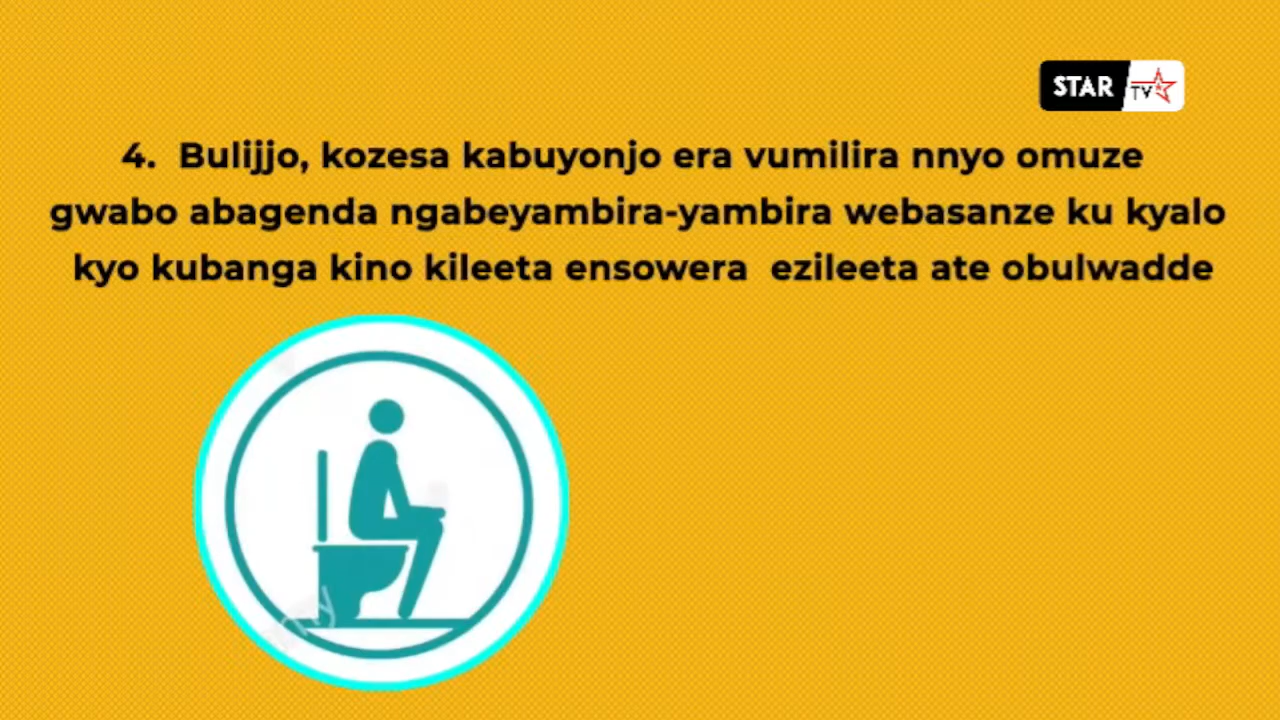 STAR TV
4. Bulijjo, kozesa kabuyonjo era vumilira nnyo omuze
gwabo abagenda ngabeyambira-yambira webasanze ku kyalo
kyo kubanga kino kileeta ensowera ezileeta ate obulwadde